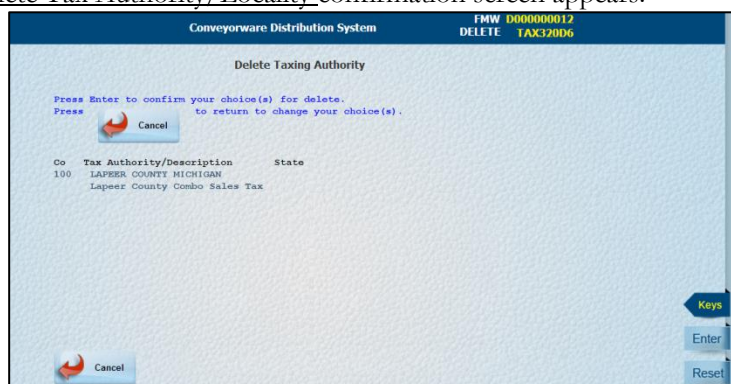 Tax Authority/Locality confirmation screen appears.
Conveyorware Distribution System
FMW D000000012
DELETE TAX320D6
Delete Taxing Authority
Press Enter to confirm your choice(s) for delete.
Press Cancel to return to change your choice(s).
Co Tax Authority/Description State
100 LAPEER COUNTY MICHIGAN
Lapeer County Combo Sales Tax
Keys
Enter
Cancel
Reset